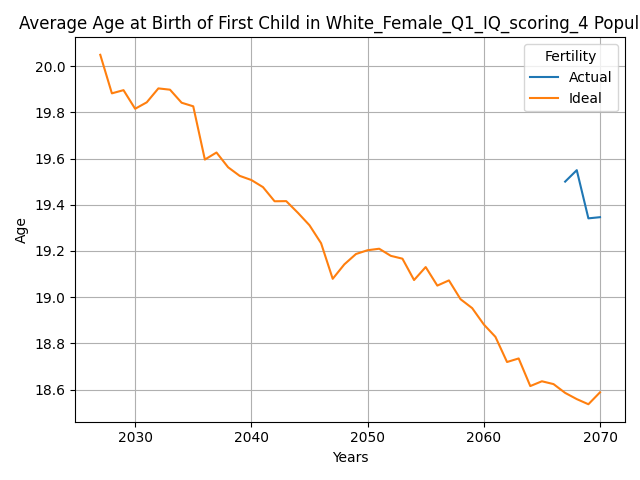 Average Age at Birth of First Child in White_Female_Q1_IQ_scoring_4 Popul
Fertility
Actual
Ideal
20.0
19.8
19.6
19.4
19.2
19.0
18.8
18.6
Age
2030 2040 2050 2060 2070
Years